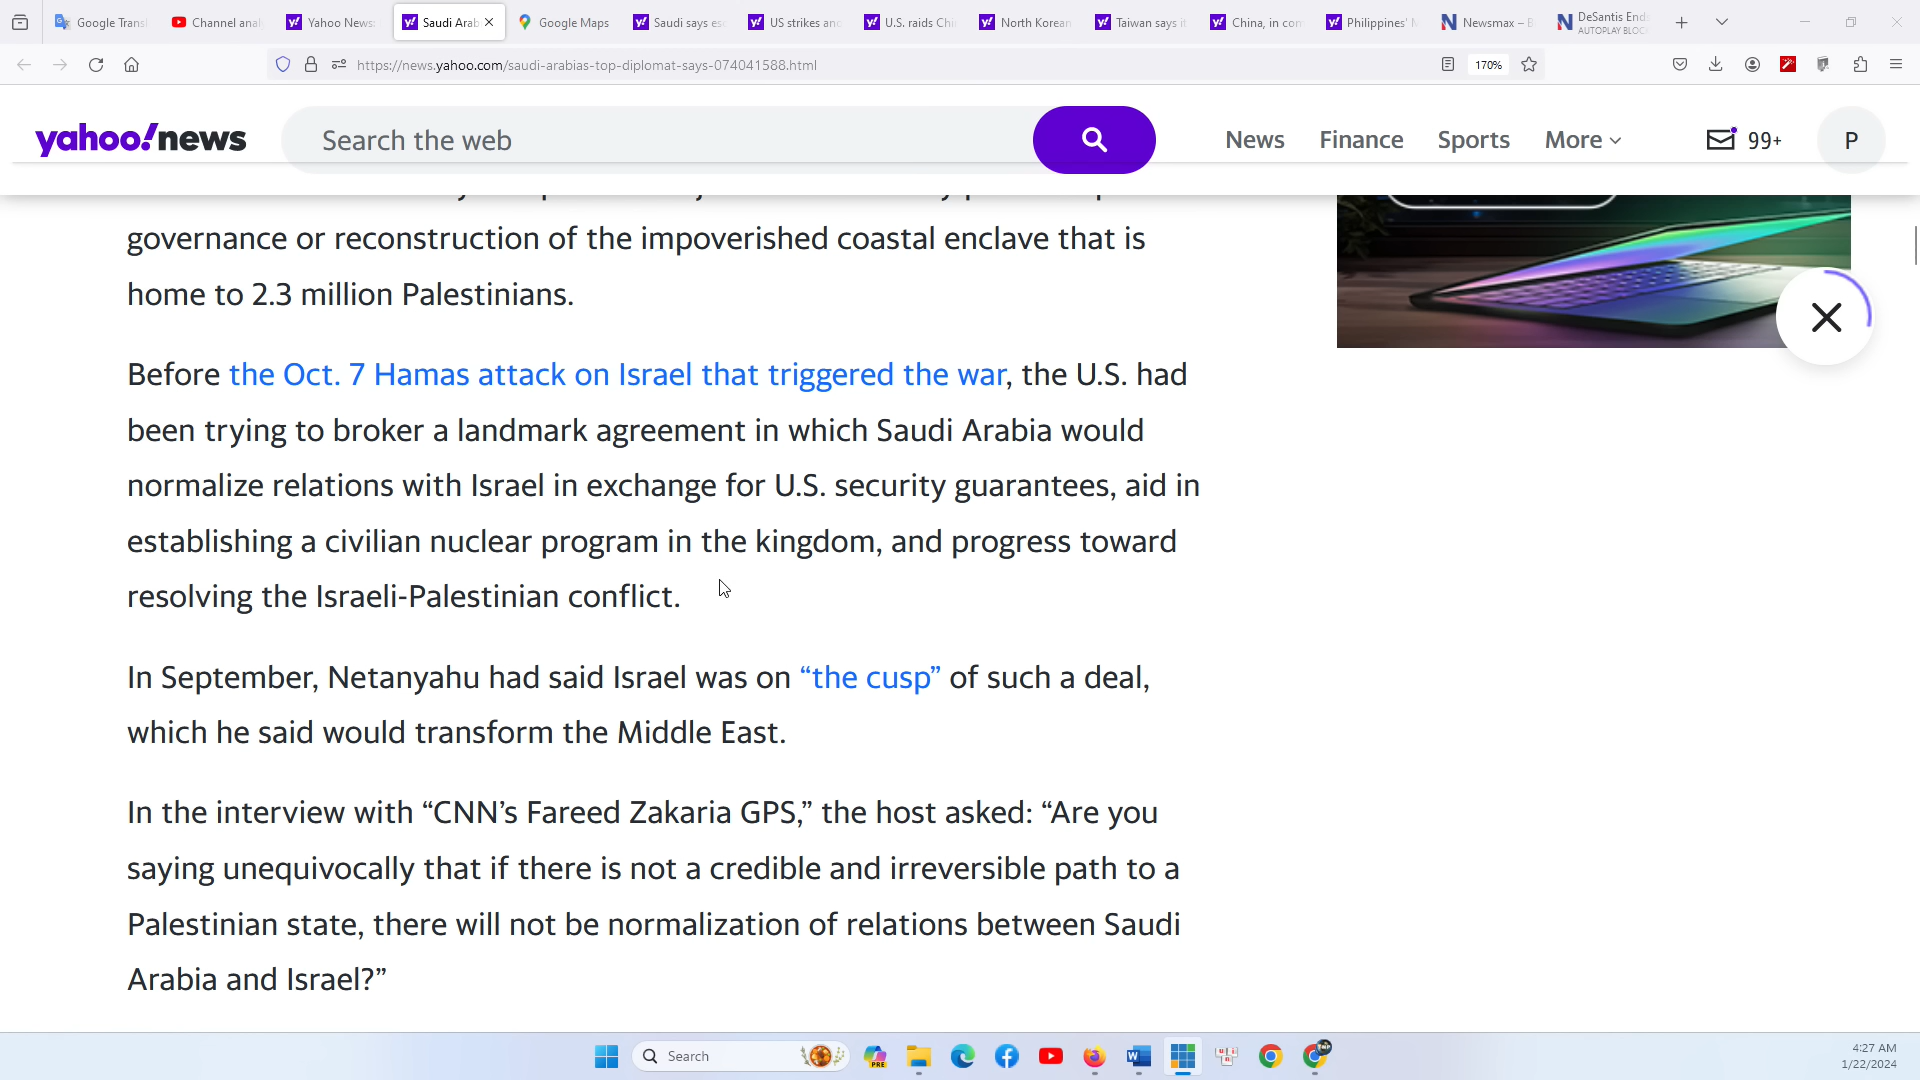 Google Transl
Channel anal
Yahoo News
Saudi Arab
Google Maps
Saudi says es
US strikes an
U.S. raids Ch
North Korean
Taiwan says it
China, in con
Philippines'
Newsmax –
DeSantis Ends
AUTOPLAY BLOC
https://news.yahoo.com/saudi-arabias-top-diplomat-says-074041588.html
170%
yahoo!news
Search the web
News
Finance
Sports
More
99+
P
governance or reconstruction of the impoverished coastal enclave that is
home to 2.3 million Palestinians.
Before the Oct. 7 Hamas attack on Israel that triggered the war, the U.S. had
been trying to broker a landmark agreement in which Saudi Arabia would
normalize relations with Israel in exchange for U.S. security guarantees, aid in
establishing a civilian nuclear program in the kingdom, and progress toward
resolving the Israeli-Palestinian conflict.
In September, Netanyahu had said Israel was on “the cusp” of such a deal,
which he said would transform the Middle East.
In the interview with “CNN’s Fareed Zakaria GPS,” the host asked: “Are you
saying unequivocally that if there is not a credible and irreversible path to a
Palestinian state, there will not be normalization of relations between Saudi
Arabia and Israel?”
Search
PRE
4:27 AM
1/22/2024